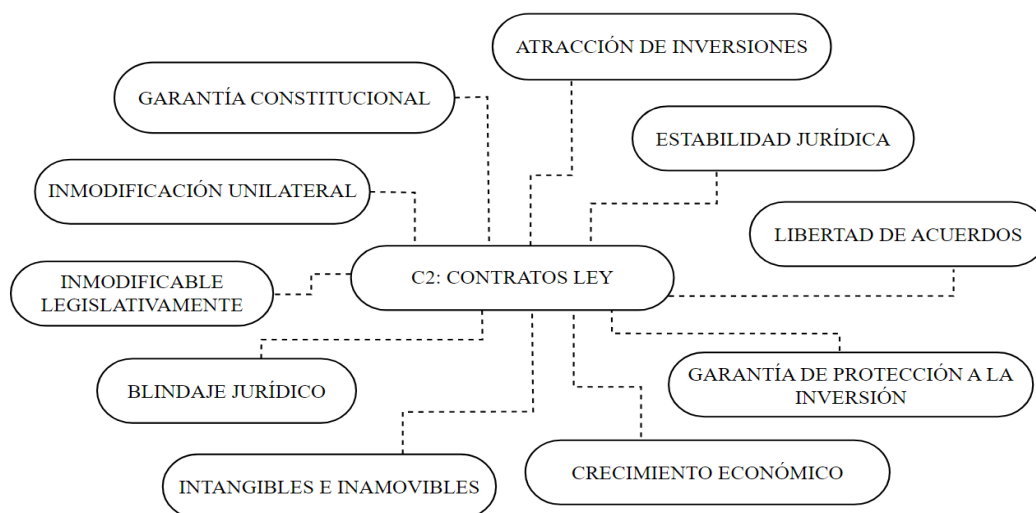 ATRACCIÓN DE INVERSIONES
GARANTÍA CONSTITUCIONAL
ESTABILIDAD JURÍDICA
INMODIFICACIÓN UNILATERAL
LIBERTAD DE ACUERDOS
C2: CONTRATOS LEY
INMODIFICABLE
LEGISLATIVAMENTE
BLINDAJE JURÍDICO
GARANTÍA DE PROTECCIÓN A LA
INVERSIÓN
CRECIMIENTO ECONÓMICO
INTANGIBLES E INAMOVIBLES